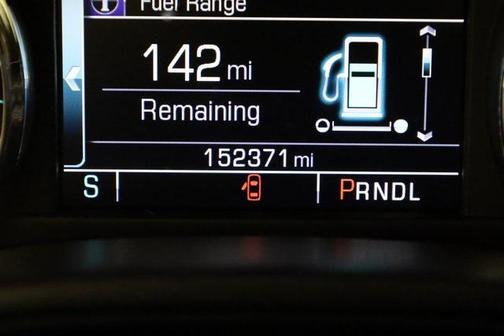 Fuel Range
142 mi
Remaining
152371 mi
S
PRNDL